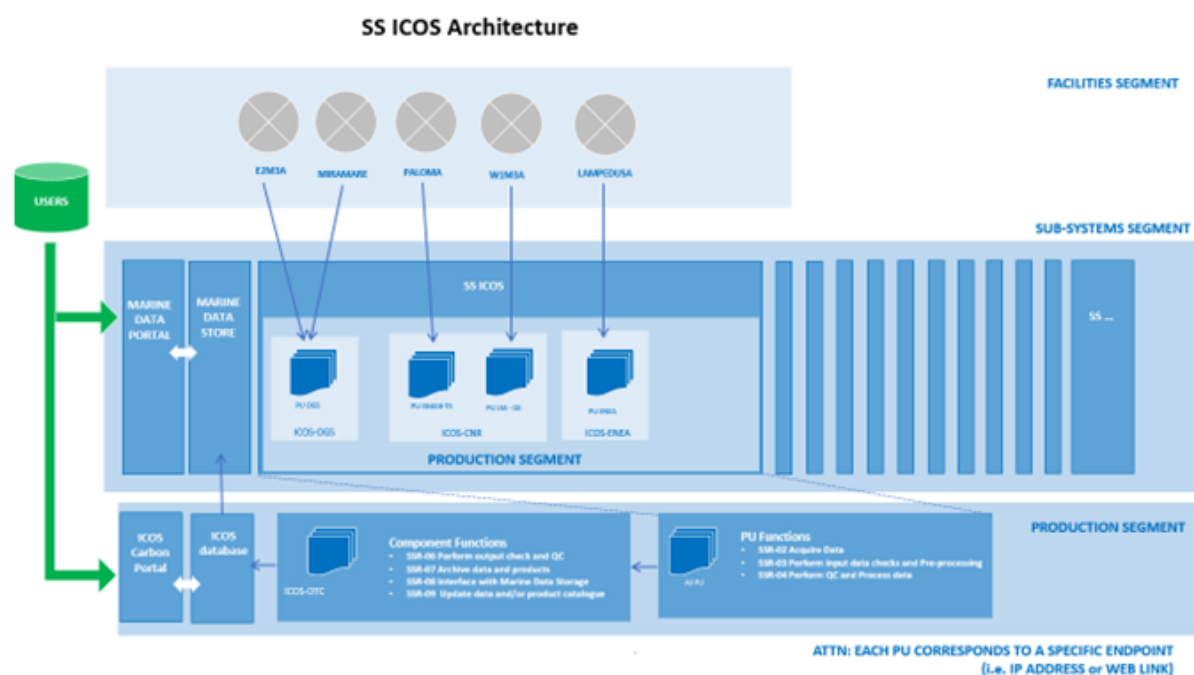 SS ICOS Architecture
FACILITIES SEGMENT
E2M3A
MIRAMARE
PALOMA
W1M3A
LAMPEDUSA
USERS
SUB-SYSTEMS SEGMENT
MARINE
DATA
PORTAL
MARINE
DATA
STORE
SS ICOS
SS ...
PU OGS
PU ENEA
ICOS-OGS
ICOS-CNR
ICOS-ENEA
PRODUCTION SEGMENT
PRODUCTION SEGMENT
ICOS
Carbon
Portal
ICOS
database
ICOS-OTC
Component Functions
• SSR-06 Perform output check and QC
• SSR-07 Archive data and products
• SSR-08 Interface with Marine Data Storage
• SSR-09 Update data and/or product catalogue
All PU
PU Functions
• SSR-02 Acquire Data
• SSR-03 Perform input data checks and Pre-processing
• SSR-04 Perform QC and Process data
ATTN: EACH PU CORRESPONDS TO A SPECIFIC ENDPOINT
(i.e. IP ADDRESS or WEB LINK)